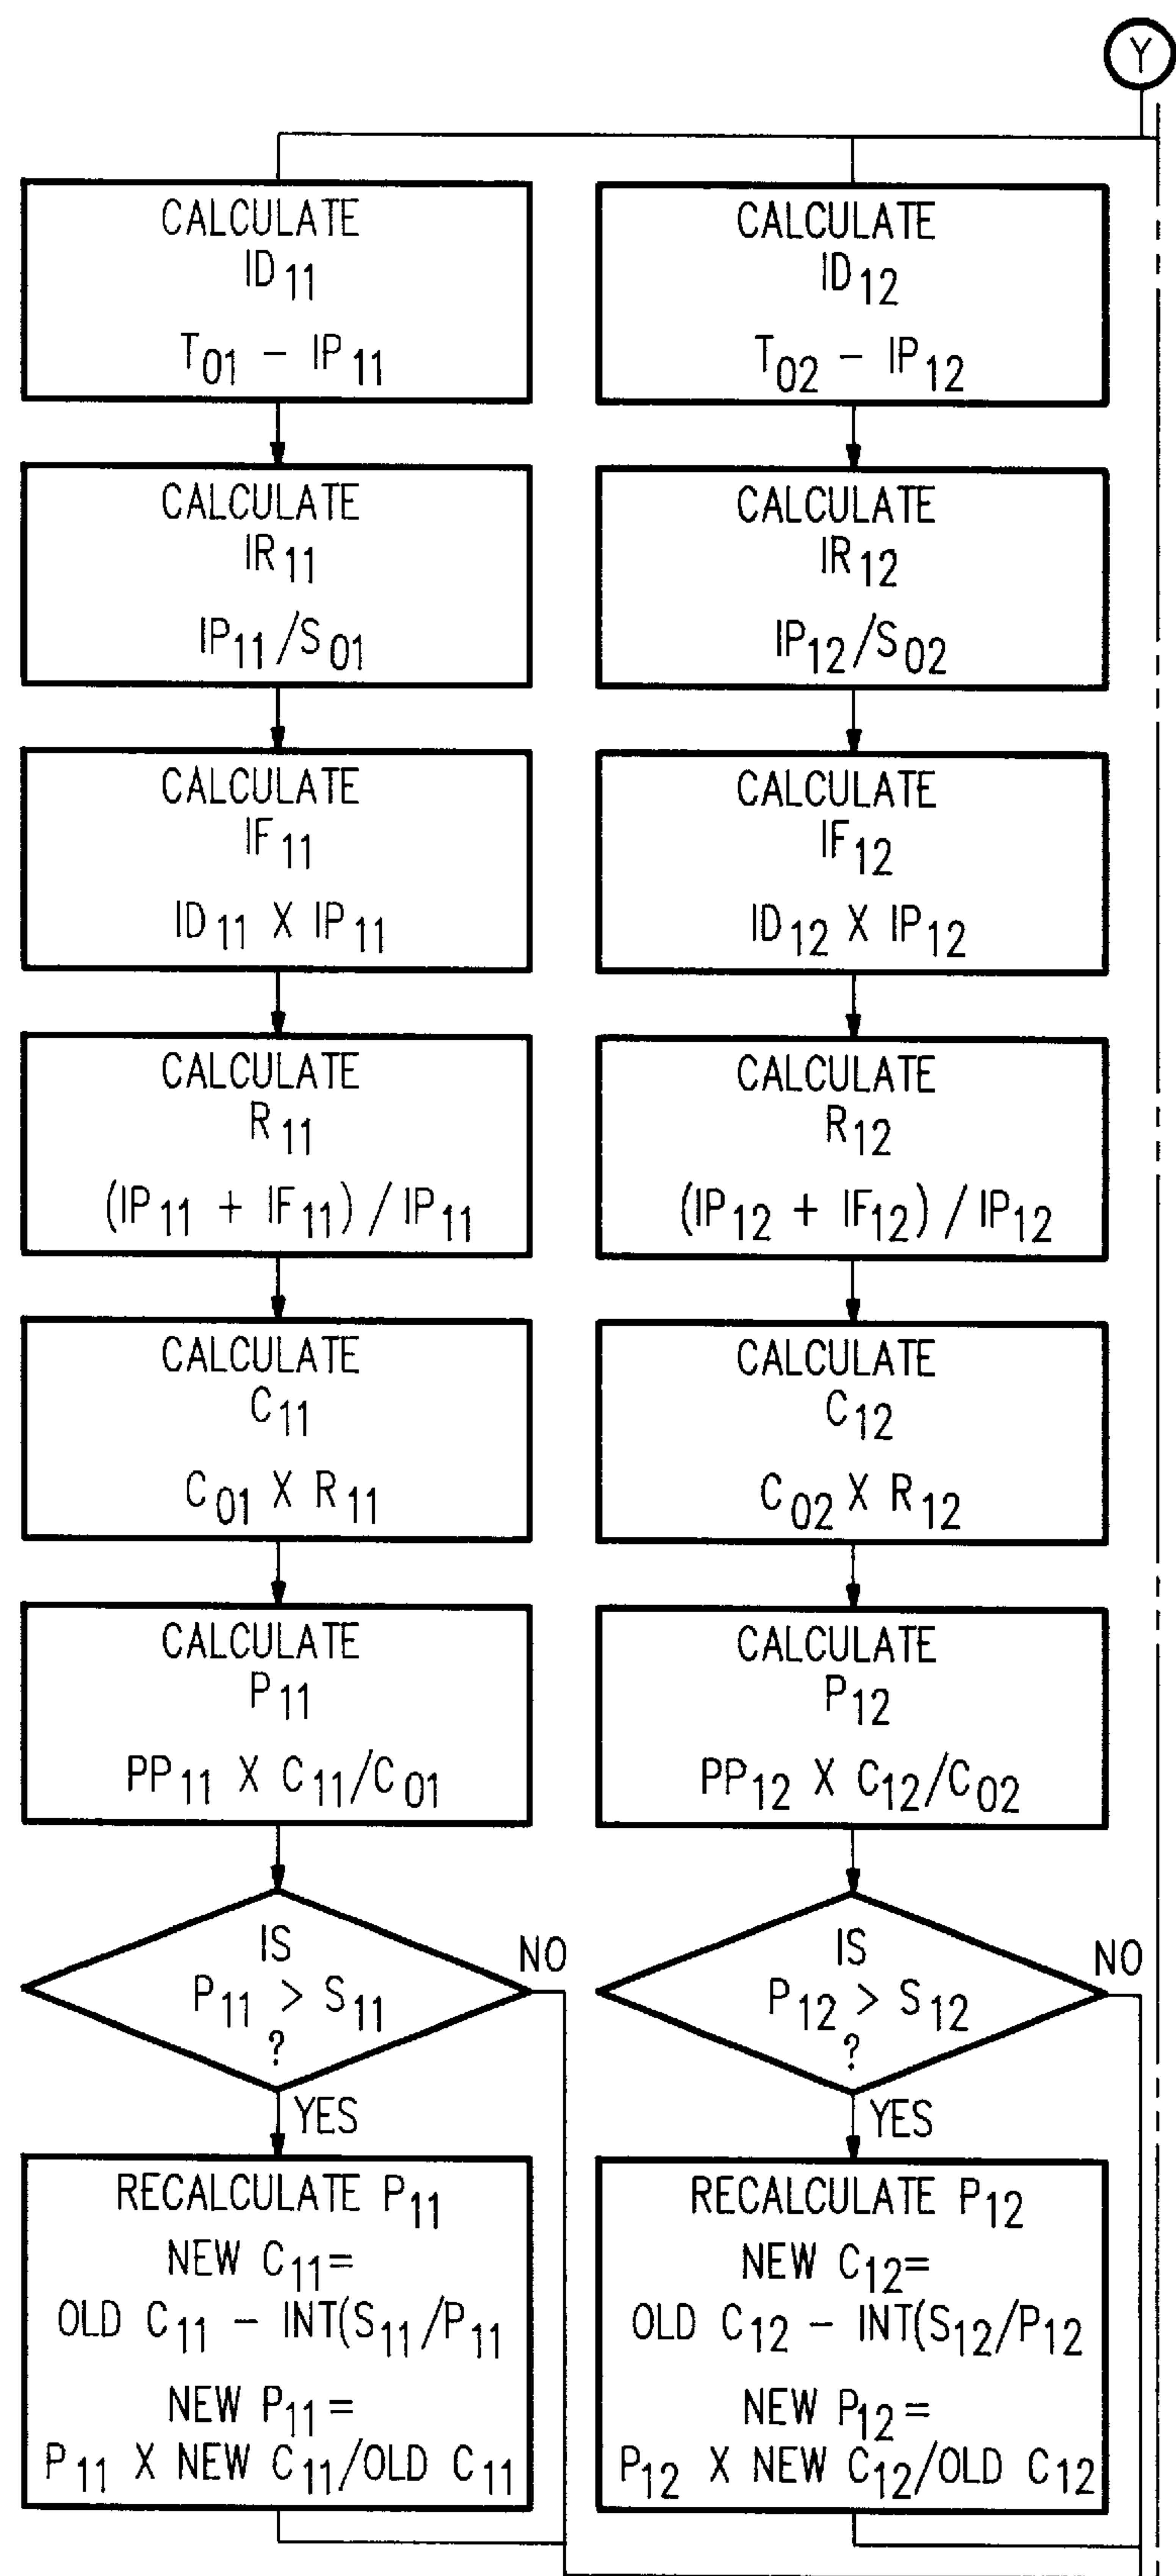 Y
CALCULATE
ID11
T01 - IP11
CALCULATE
IR11
IP11/S01
CALCULATE
IF11
ID11 X IP11
CALCULATE
R11
(IP11 + IF11) / IP11
CALCULATE
C11
C01 X R11
CALCULATE
P11
PP11 X C11/C01
IS
P11 > S11
?
NO
YES
RECALCULATE P11
NEW C11=
OLD C11 - INT(S11/P11
NEW P11=
P11 X NEW C11/OLD C11
CALCULATE
ID12
T02 - IP12
CALCULATE
IR12
IP12/S02
CALCULATE
IF12
ID12 X IP12
CALCULATE
R12
(IP12 + IF12) / IP12
CALCULATE
C12
C02 X R12
CALCULATE
P12
PP12 X C12/C02
IS
P12 > S12
?
NO
YES
RECALCULATE P12
NEW C12=
OLD C12 - INT(S12/P12
NEW P12=
P12 X NEW C12/OLD C12